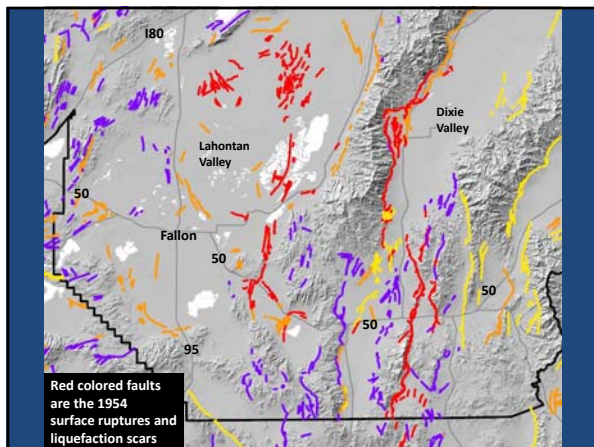 I80
Dixie
Valley
Lahontan
Valley
50
Fallon
50
50
50
95
Red colored faults
are the 1954
surface ruptures and
liquefaction scars